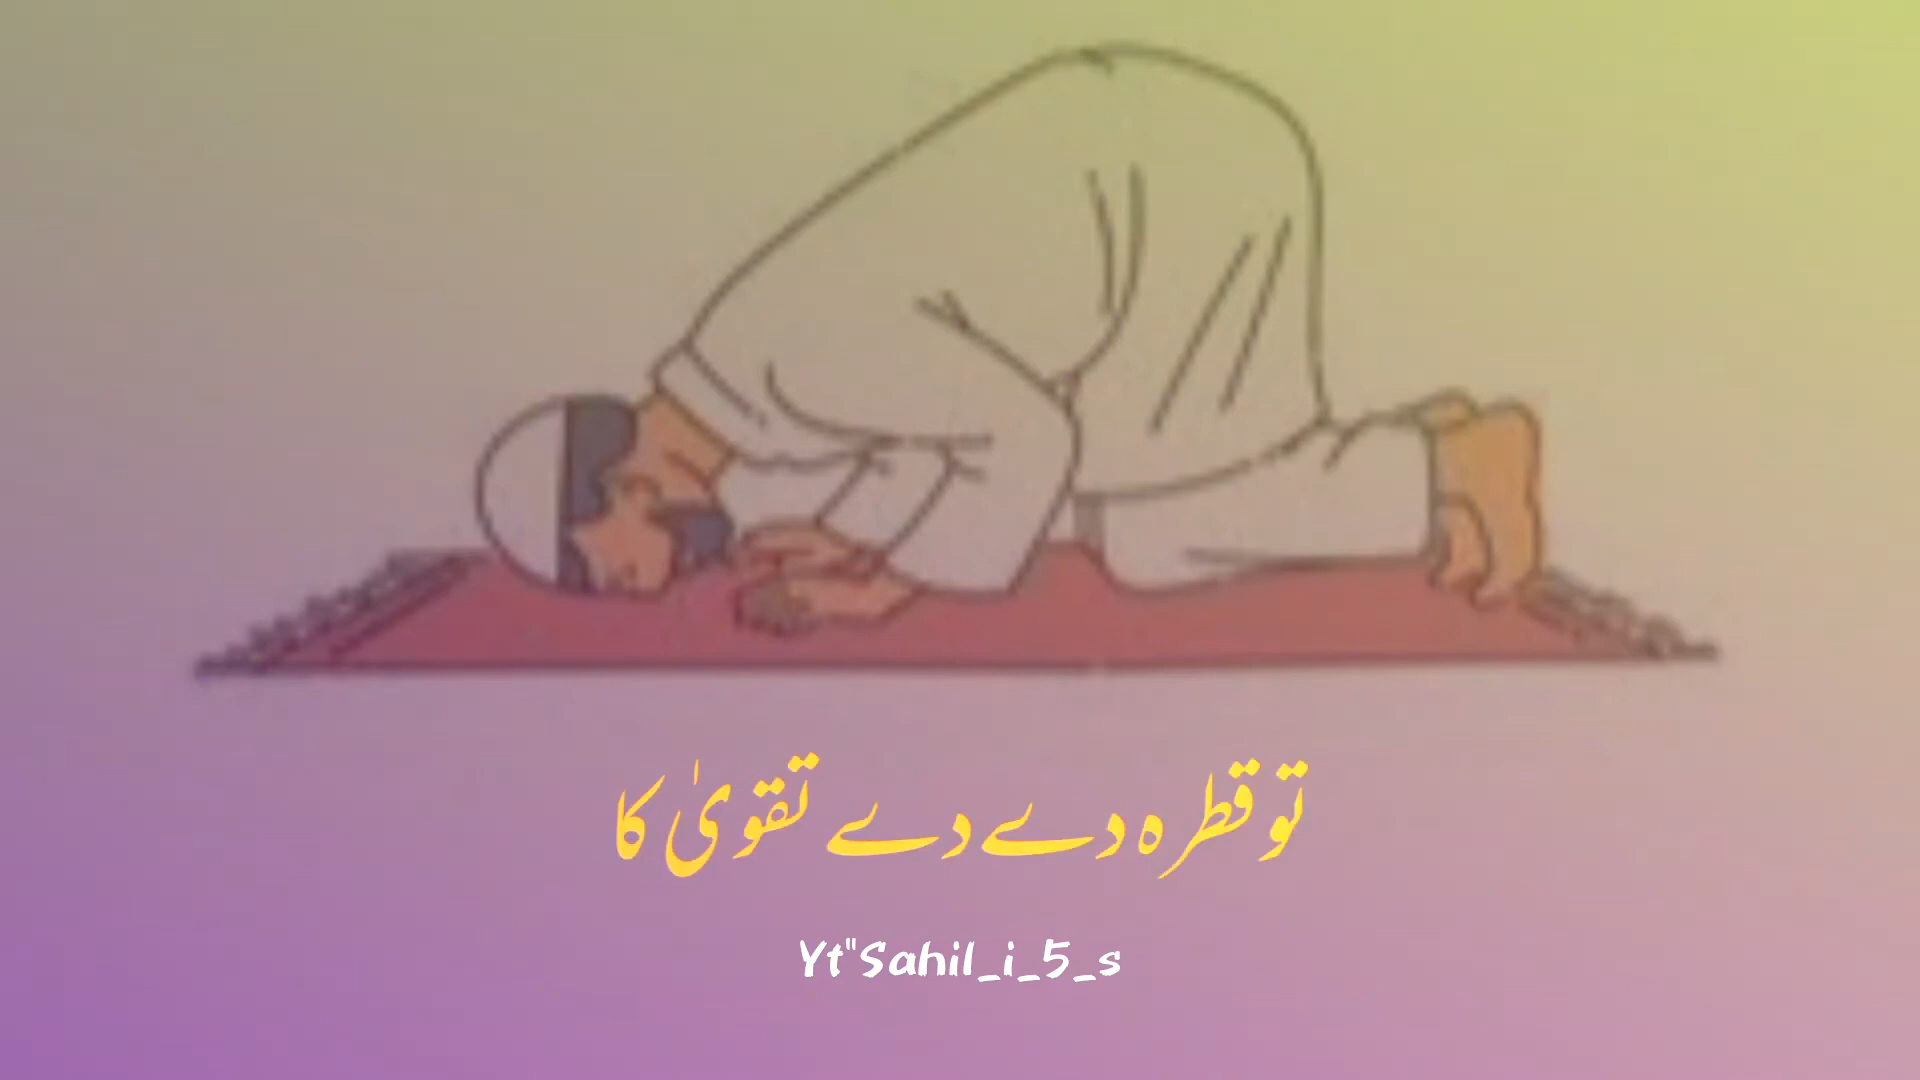 تو قطرہ دے دے تقویٰ کا
Yt"Sahil_i_5_s